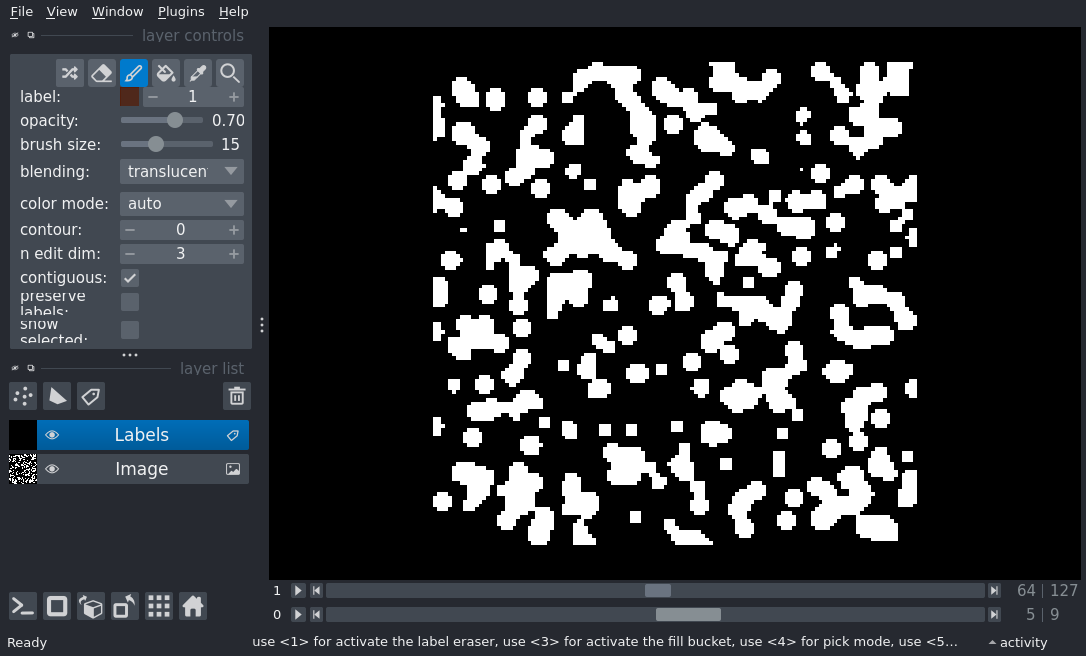 File View Window Plugins Help
layer controls
label: 1
opacity: 0.70
brush size: 15
blending: translucen
color mode: auto
contour: 0
n edit dim: 3
contiguous:
preserve
labels:
show
selected:
layer list
Labels
Image
1 64 | 127
0 5 | 9
Ready use <1> for activate the label eraser, use <3> for activate the fill bucket, use <4> for pick mode, use <5... activity